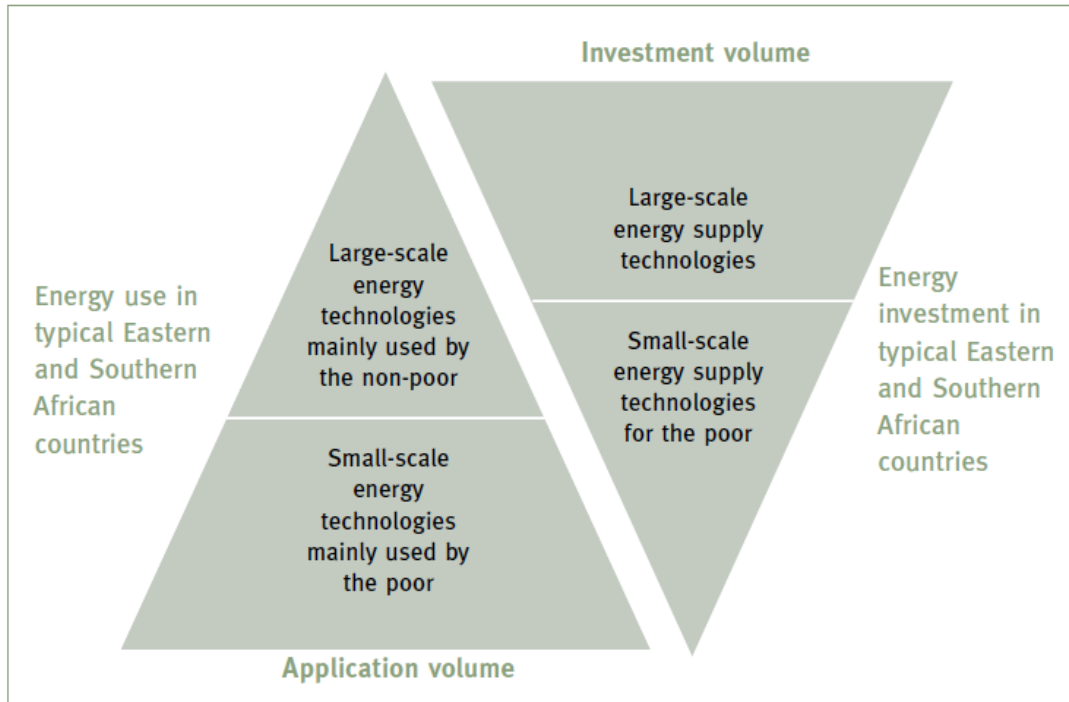 Investment volume
Large-scale
energy supply
technologies
Large-scale
energy
technologies
mainly used by
the non-poor
Energy use in
typical Eastern
and Southern
African
countries
Energy
investment in
typical Eastern
and Southern
African
countries
Small-scale
energy supply
technologies
for the poor
Small-scale
energy
technologies
mainly used by
the poor
Application volume